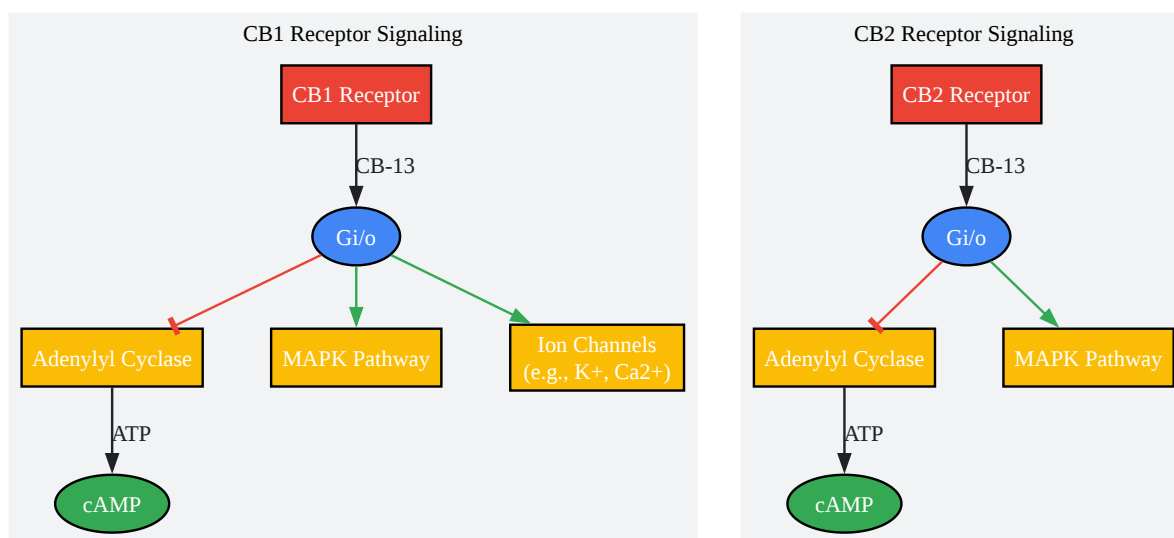 CB1 Receptor Signaling
CB1 Receptor
CB-13
Gi/o
Adenylyl Cyclase
MAPK Pathway
Ion Channels
(e.g., K+, Ca2+)
ATP
cAMP
CB2 Receptor Signaling
CB2 Receptor
CB-13
Gi/o
Adenylyl Cyclase
MAPK Pathway
ATP
cAMP